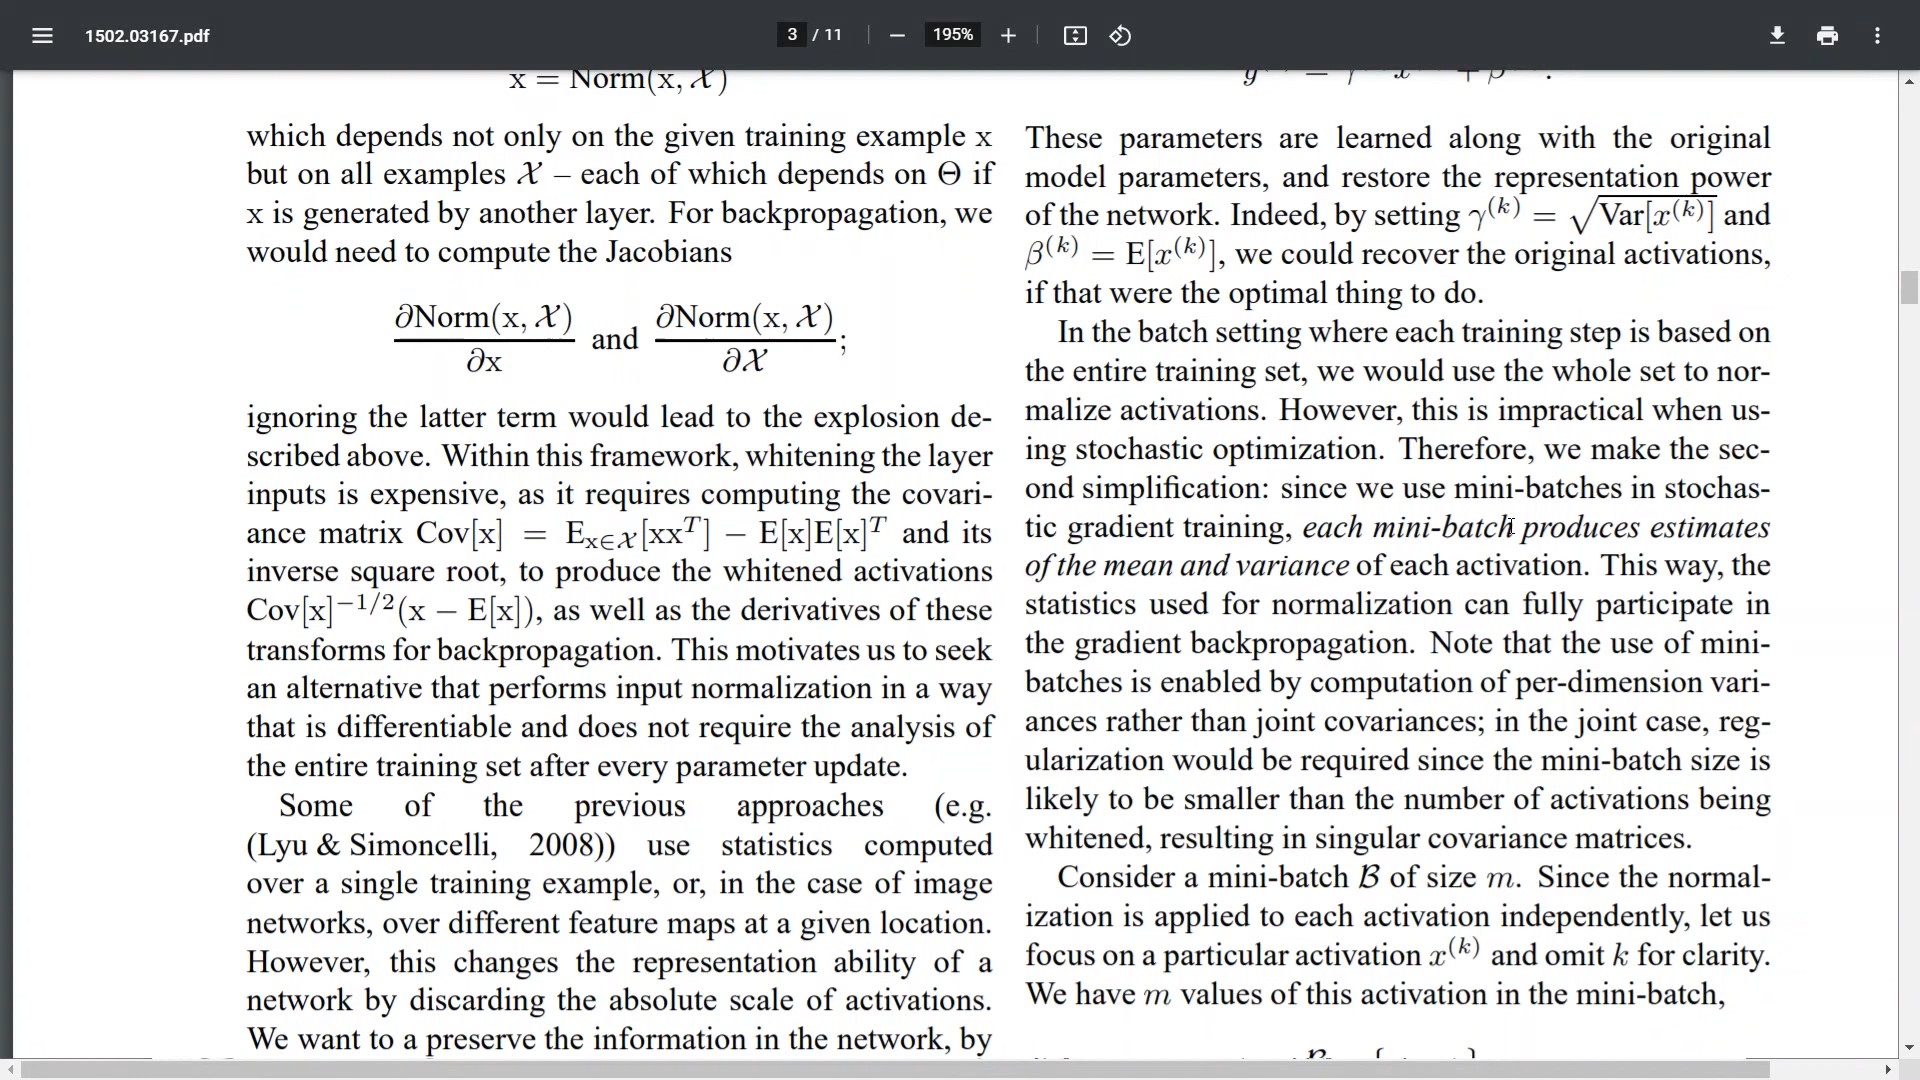 1502.03167.pdf
3 / 11
195%
x = Norm(x, 𝒳)
which depends not only on the given training example x
but on all examples 𝒳 – each of which depends on Θ if
x is generated by another layer. For backpropagation, we
would need to compute the Jacobians
∂Norm(x, 𝒳)/∂x and ∂Norm(x, 𝒳)/∂𝒳;
ignoring the latter term would lead to the explosion de-
scribed above. Within this framework, whitening the layer
inputs is expensive, as it requires computing the covari-
ance matrix Cov[x] = E_{x∈𝒳}[xx^T] − E[x]E[x]^T and its
inverse square root, to produce the whitened activations
Cov[x]^{−1/2}(x − E[x]), as well as the derivatives of these
transforms for backpropagation. This motivates us to seek
an alternative that performs input normalization in a way
that is differentiable and does not require the analysis of
the entire training set after every parameter update.
Some of the previous approaches (e.g.
(Lyu & Simoncelli, 2008)) use statistics computed
over a single training example, or, in the case of image
networks, over different feature maps at a given location.
However, this changes the representation ability of a
network by discarding the absolute scale of activations.
We want to a preserve the information in the network, by
These parameters are learned along with the original
model parameters, and restore the representation power
of the network. Indeed, by setting γ^{(k)} = √Var[x^{(k)}] and
β^{(k)} = E[x^{(k)}], we could recover the original activations,
if that were the optimal thing to do.
In the batch setting where each training step is based on
the entire training set, we would use the whole set to nor-
malize activations. However, this is impractical when us-
ing stochastic optimization. Therefore, we make the sec-
ond simplification: since we use mini-batches in stochas-
tic gradient training, each mini-batch produces estimates
of the mean and variance of each activation. This way, the
statistics used for normalization can fully participate in
the gradient backpropagation. Note that the use of mini-
batches is enabled by computation of per-dimension vari-
ances rather than joint covariances; in the joint case, reg-
ularization would be required since the mini-batch size is
likely to be smaller than the number of activations being
whitened, resulting in singular covariance matrices.
Consider a mini-batch ℬ of size m. Since the normal-
ization is applied to each activation independently, let us
focus on a particular activation x^{(k)} and omit k for clarity.
We have m values of this activation in the mini-batch,